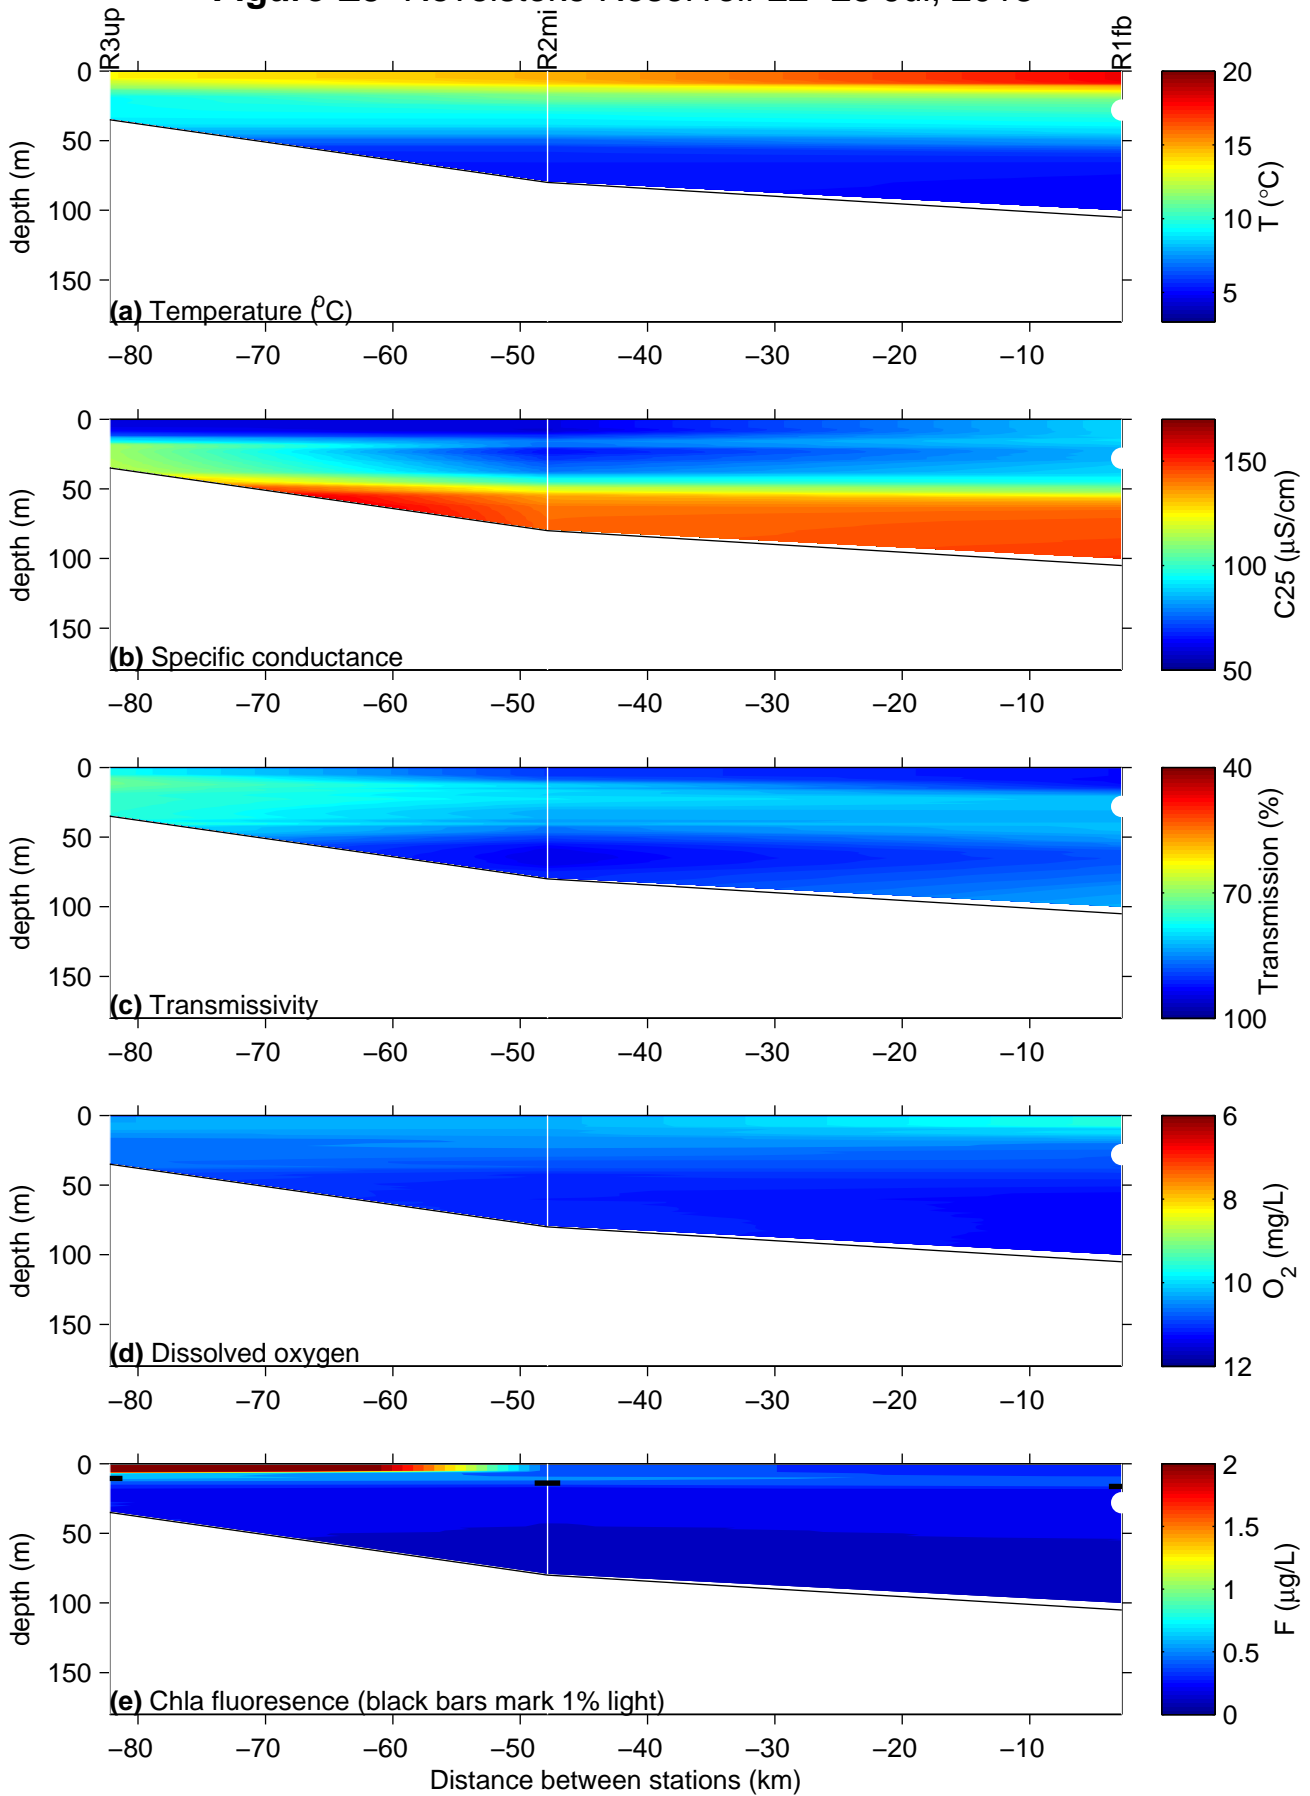 R3up
R2mi
R1fb
0
50
100
150
depth (m)
(a) Temperature (°C)
−80 −70 −60 −50 −40 −30 −20 −10
20
15
10
5
T (°C)
0
50
100
150
depth (m)
(b) Specific conductance
−80 −70 −60 −50 −40 −30 −20 −10
150
100
50
C25 (µS/cm)
0
50
100
150
depth (m)
(c) Transmissivity
−80 −70 −60 −50 −40 −30 −20 −10
40
70
100
Transmission (%)
0
50
100
150
depth (m)
(d) Dissolved oxygen
−80 −70 −60 −50 −40 −30 −20 −10
6
8
10
12
O₂ (mg/L)
0
50
100
150
depth (m)
(e) Chla fluoresence (black bars mark 1% light)
−80 −70 −60 −50 −40 −30 −20 −10
2
1.5
1
0.5
0
F (µg/L)
Distance between stations (km)